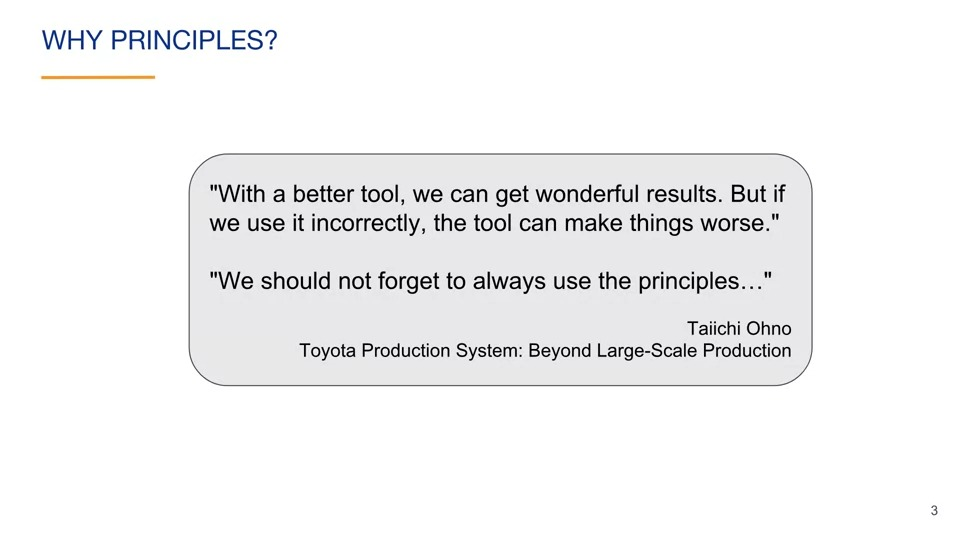 WHY PRINCIPLES?
"With a better tool, we can get wonderful results. But if
we use it incorrectly, the tool can make things worse."
"We should not forget to always use the principles…"
Taiichi Ohno
Toyota Production System: Beyond Large-Scale Production
3